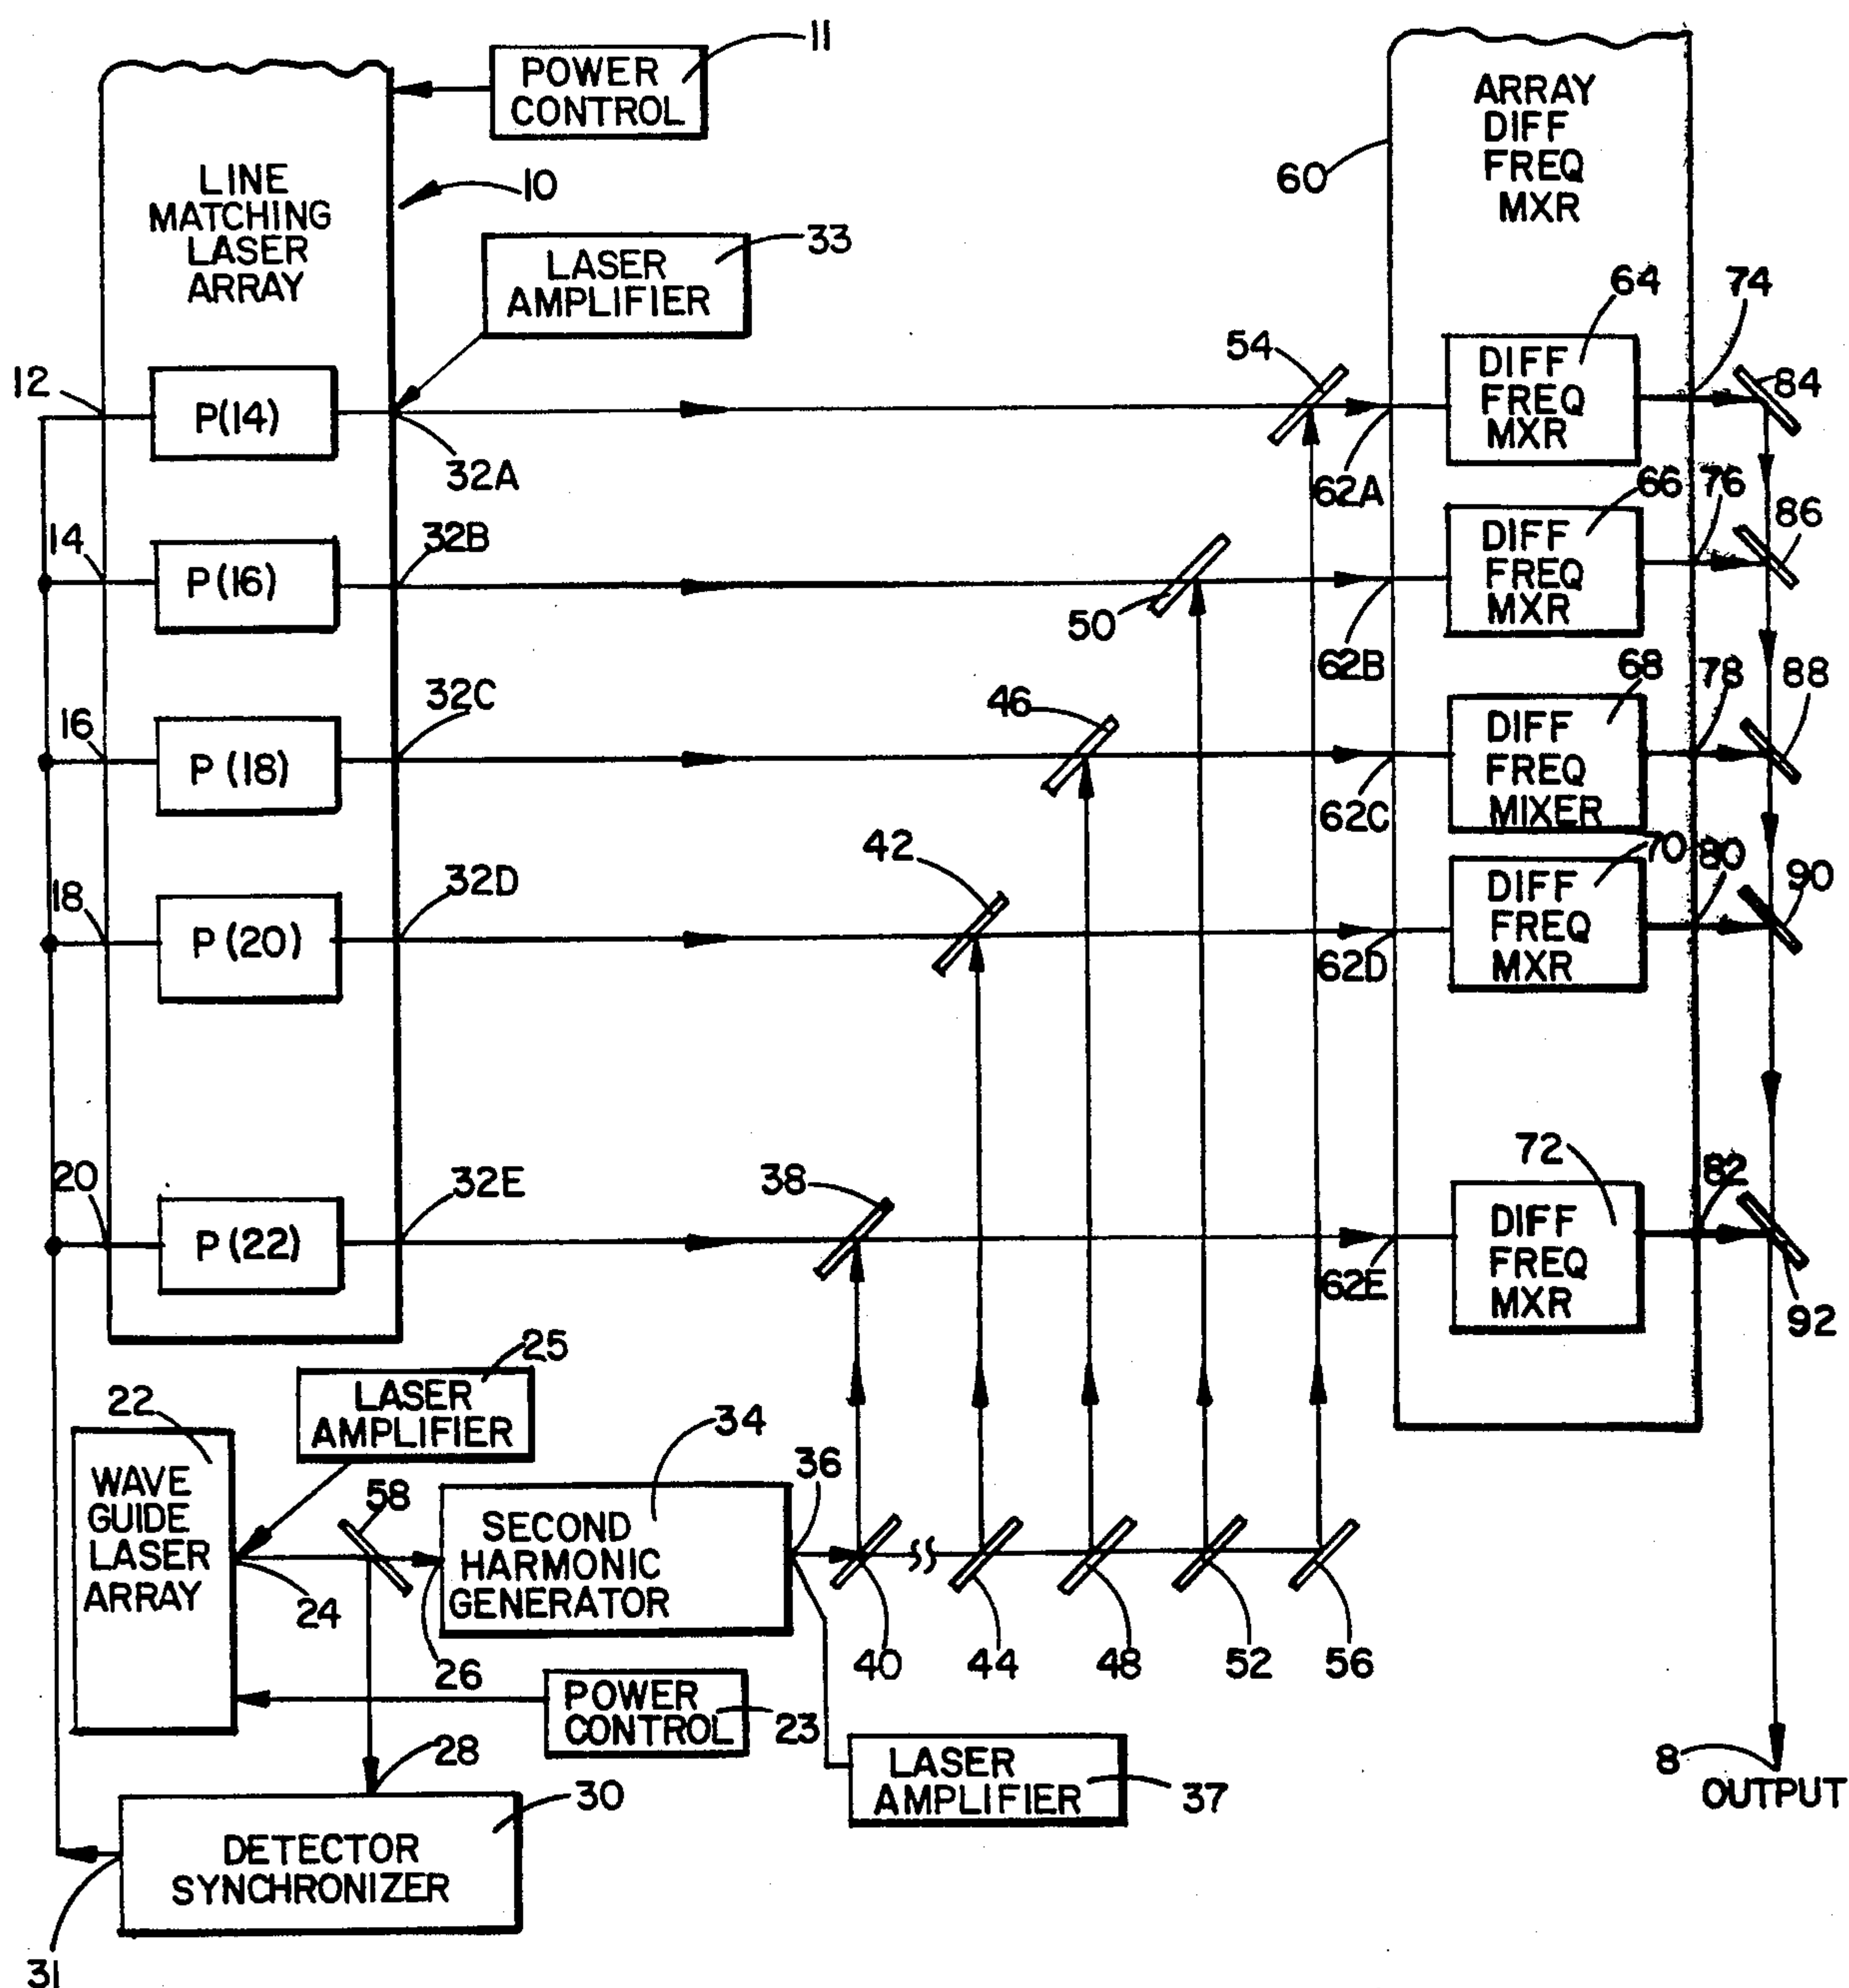 11
POWER
CONTROL
ARRAY
DIFF
FREQ
MXR
LINE
MATCHING
LASER
ARRAY
10
60
33
LASER
AMPLIFIER
64
74
54
DIFF
FREQ
MXR
84
12
P(14)
32A
62A
66
76
86
14
32B
P(16)
50
DIFF
FREQ
MXR
62B
68
78
88
16
32C
P(18)
46
DIFF
FREQ
MIXER
62C
70
80
90
18
32D
P(20)
42
DIFF
FREQ
MXR
62D
72
82
20
32E
P(22)
38
DIFF
FREQ
MXR
62E
92
25
LASER
AMPLIFIER
22
WAVE
GUIDE
LASER
ARRAY
58
24
34
36
SECOND
HARMONIC
GENERATOR
26
40
44
48
52
56
POWER
CONTROL
23
28
LASER
AMPLIFIER
37
8
OUTPUT
30
DETECTOR
SYNCHRONIZER
31